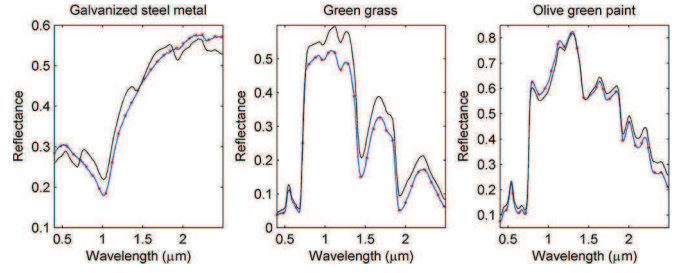 Galvanized steel metal
Green grass
Olive green paint
Reflectance
0.6
0.5
0.4
0.3
0.2
0.1
0.5 1 1.5 2
Wavelength (μm)
Reflectance
0.5
0.4
0.3
0.2
0.1
0
0.5 1 1.5 2
Wavelength (μm)
Reflectance
0.8
0.7
0.6
0.5
0.4
0.3
0.2
0.1
0.5 1 1.5 2
Wavelength (μm)